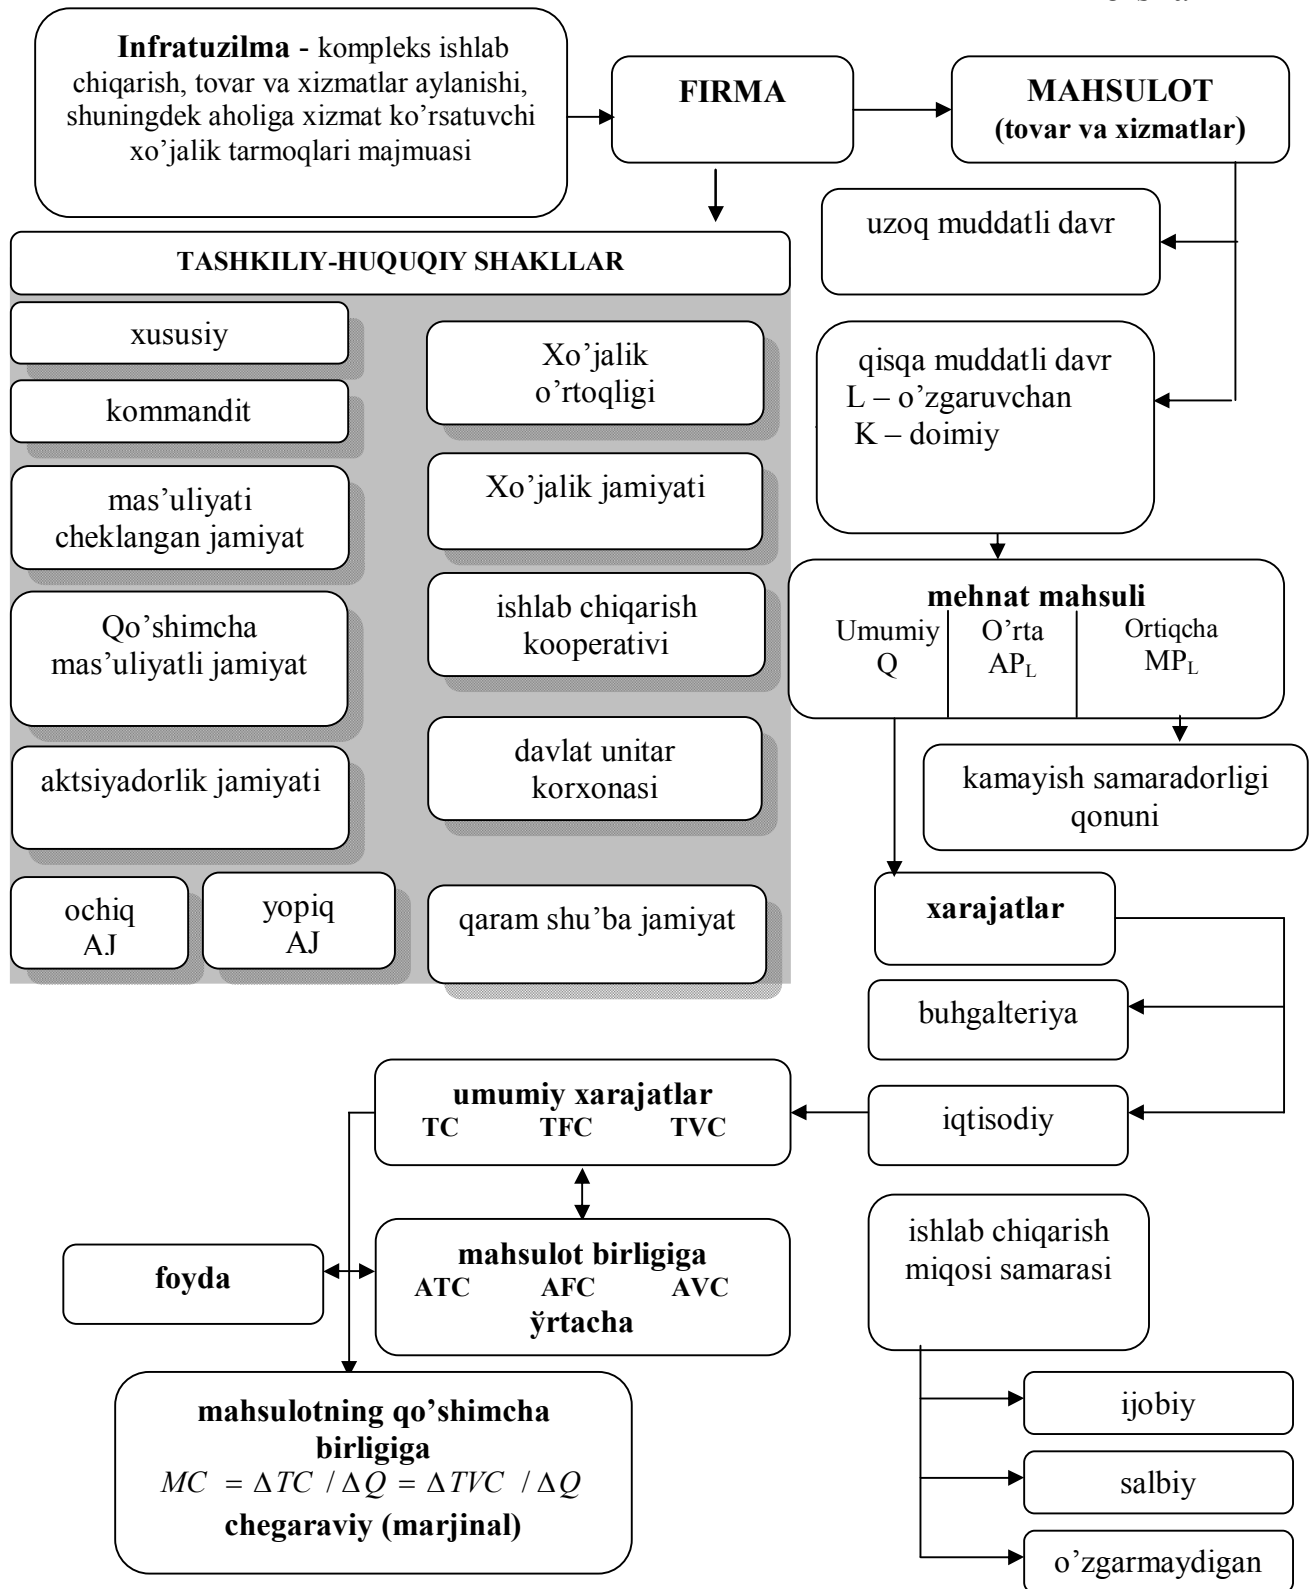 Infratuzilma - kompleks ishlab
chiqarish, tovar va xizmatlar aylanishi,
shuningdek aholiga xizmat ko’rsatuvchi
xo’jalik tarmoqlari majmuasi
FIRMA
MAHSULOT
(tovar va xizmatlar)
uzoq muddatli davr
TASHKILIY-HUQUQIY SHAKLLAR
xususiy
kommandit
mas’uliyati
cheklangan jamiyat
Qo’shimcha
mas’uliyatli jamiyat
aktsiyadorlik jamiyati
ochiq
AJ
yopiq
AJ
Xo’jalik
o’rtoqligi
Xo’jalik jamiyati
ishlab chiqarish
kooperativi
davlat unitar
korxonasi
qaram shu’ba jamiyat
qisqa muddatli davr
L – o’zgaruvchan
K – doimiy
mehnat mahsuli
Umumiy
Q
O’rta
APL
Ortiqcha
MPL
kamayish samaradorligi
qonuni
xarajatlar
buhgalteriya
iqtisodiy
umumiy xarajatlar
TC TFC TVC
mahsulot birligiga
ATC AFC AVC
ўrtacha
foyda
mahsulotning qo’shimcha
birligiga
MC = ΔTC / ΔQ = ΔTVC / ΔQ
chegaraviy (marjinal)
ishlab chiqarish
miqosi samarasi
ijobiy
salbiy
o’zgarmaydigan